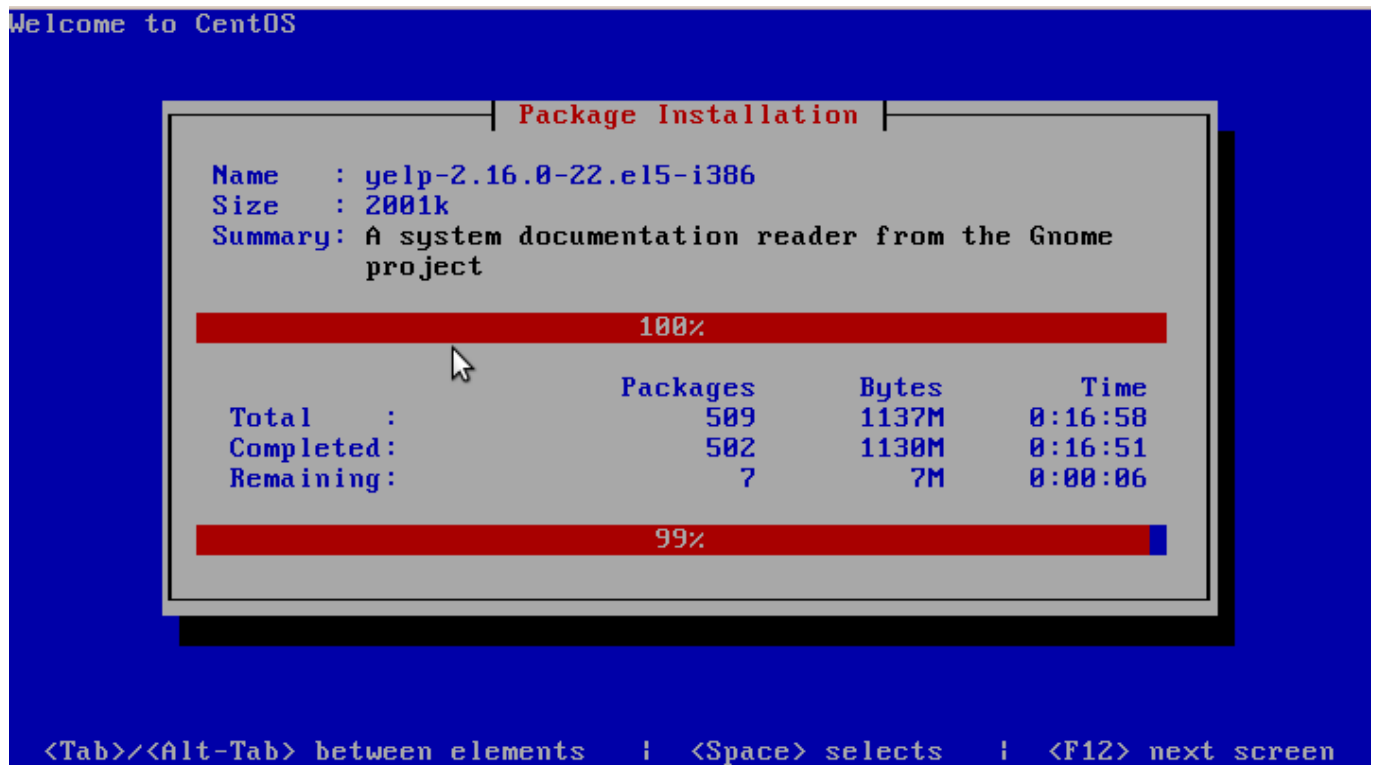 Welcome to CentOS
Package Installation
Name : yelp-2.16.0-22.el5-i386
Size : 2001k
Summary: A system documentation reader from the Gnome
project
100%
Packages Bytes Time
Total : 509 1137M 0:16:58
Completed: 502 1130M 0:16:51
Remaining: 7 7M 0:00:06
99%
<Tab>/<Alt-Tab> between elements | <Space> selects | <F12> next screen